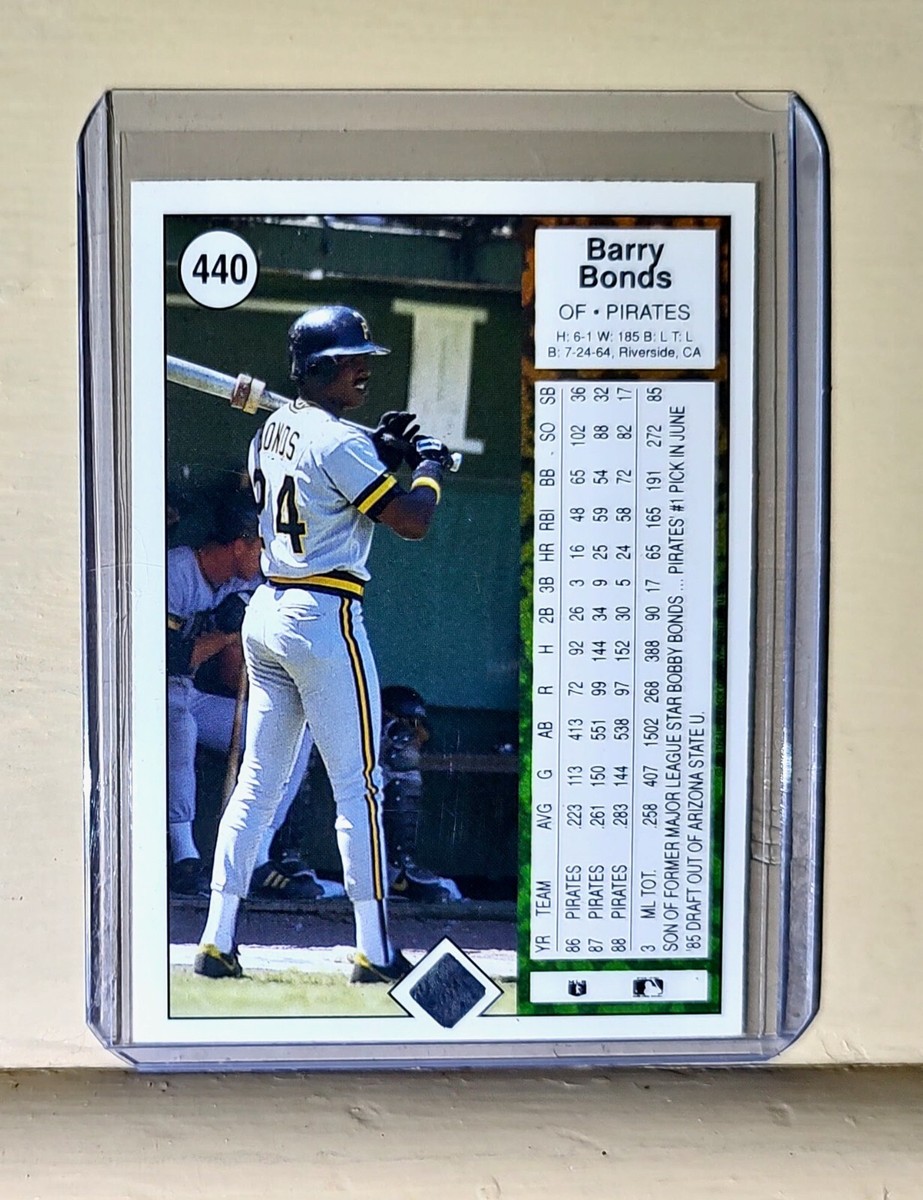 440
Barry
Bonds
OF • PIRATES
H: 6-1 W: 185 B: L T: L
B: 7-24-64, Riverside, CA
ONDS
24
YR TEAM AVG G AB R H 2B 3B HR RBI BB SO SB
86 PIRATES .223 113 413 72 92 26 3 16 48 65 102 36
87 PIRATES .261 150 551 99 144 34 9 25 59 54 88 32
88 PIRATES .283 144 538 97 152 30 5 24 58 72 82 17
3 ML TOT. .258 407 1502 268 388 90 17 65 165 191 272 85
SON OF FORMER MAJOR LEAGUE STAR BOBBY BONDS ... PIRATES' #1 PICK IN JUNE
'85 DRAFT OUT OF ARIZONA STATE U.